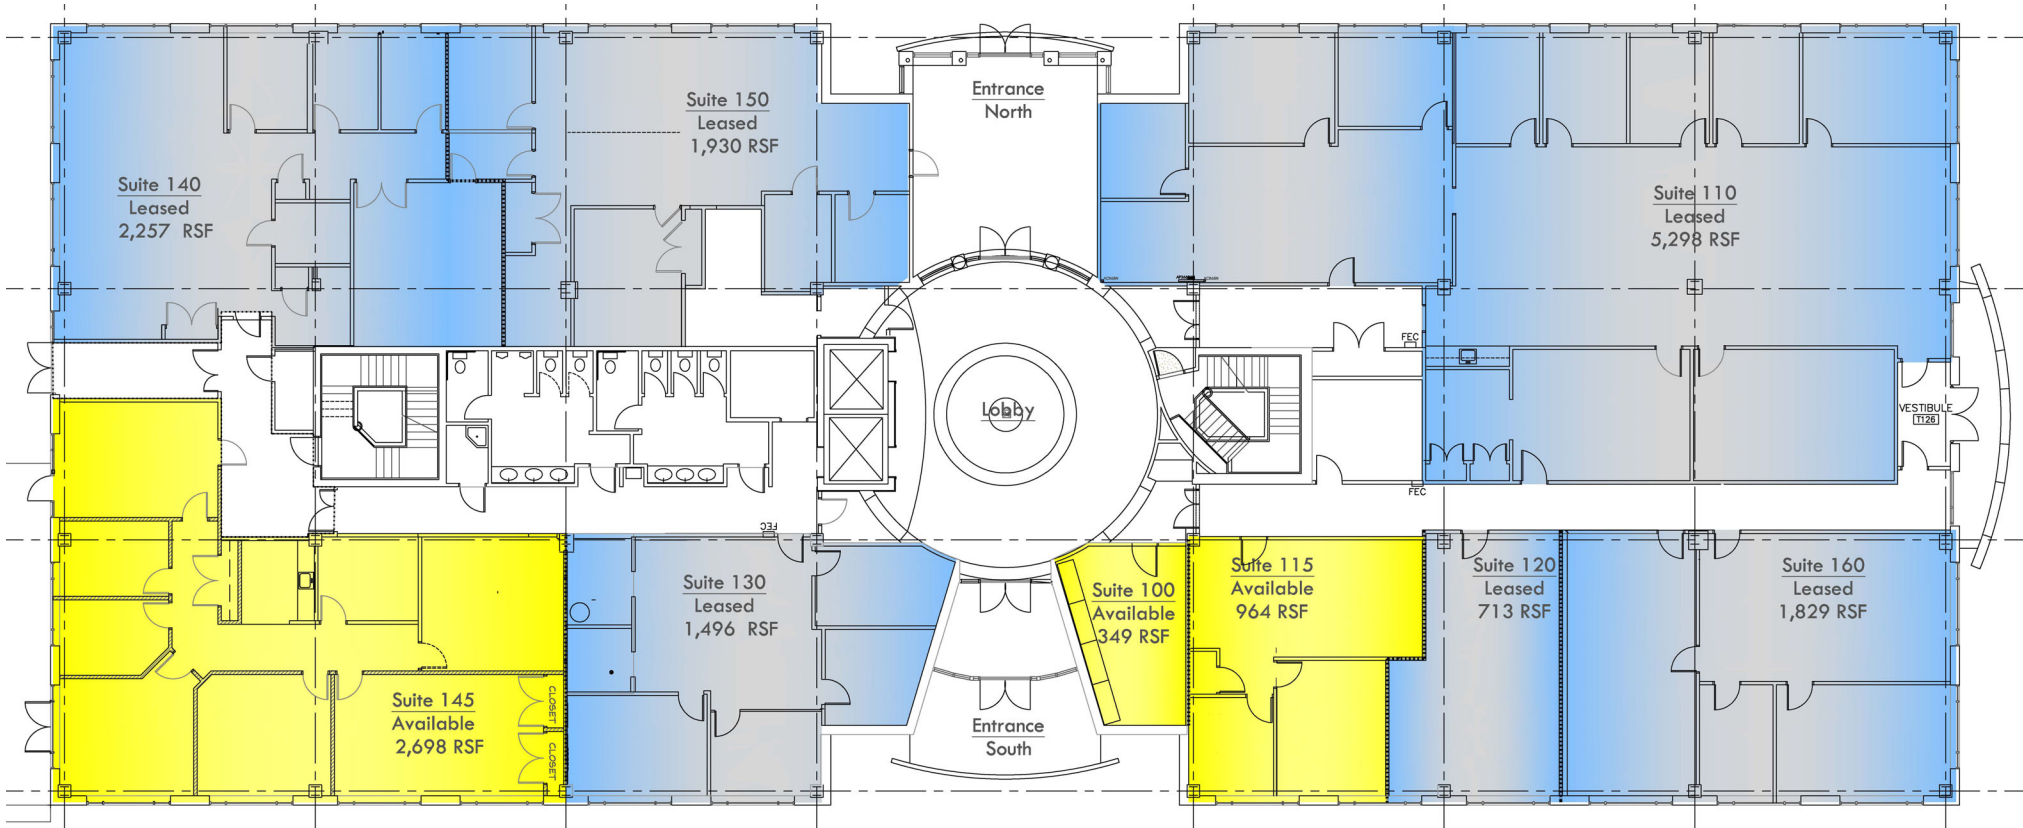 Suite 140
Leased
2,257 RSF
Suite 150
Leased
1,930 RSF
Entrance
North
Suite 110
Leased
5,298 RSF
FEC
Lobby
VESTIBULE
T126
FEC
FEC
Suite 145
Available
2,698 RSF
CLOSET
CLOSET
Suite 130
Leased
1,496 RSF
Entrance
South
Suite 100
Available
349 RSF
Suite 115
Available
964 RSF
Suite 120
Leased
713 RSF
Suite 160
Leased
1,829 RSF